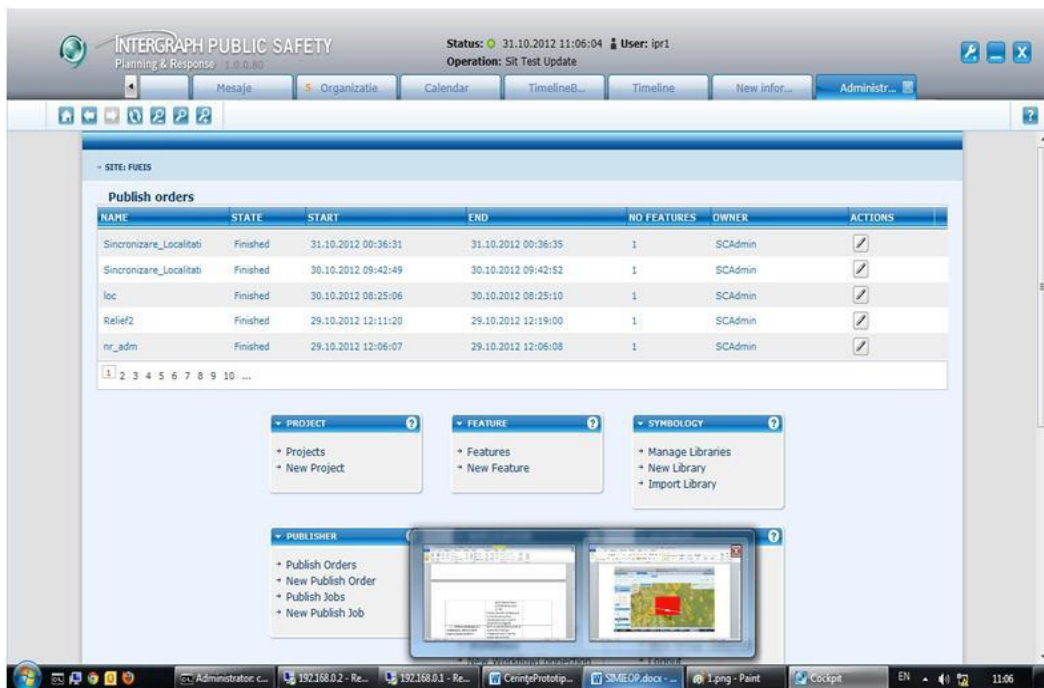 INTERGRAPH PUBLIC SAFETY
Planning & Response 1.0.0.80
Status: 31.10.2012 11:06:04 User: ipr1
Operation: Sit Test Update
Mesaje Organizatie Calendar TimelineB... Timeline New infor... Administr...
SITE: FUEIS
Publish orders
NAME STATE START END NO FEATURES OWNER ACTIONS
Sincronizare_Localitati Finished 31.10.2012 00:36:31 31.10.2012 00:36:35 1 SCAdmin
Sincronizare_Localitati Finished 30.10.2012 09:42:49 30.10.2012 09:42:52 1 SCAdmin
loc Finished 30.10.2012 08:25:06 30.10.2012 08:25:10 1 SCAdmin
Relief2 Finished 29.10.2012 12:11:20 29.10.2012 12:19:00 1 SCAdmin
nr_adm Finished 29.10.2012 12:06:07 29.10.2012 12:06:08 1 SCAdmin
1 2 3 4 5 6 7 8 9 10 ...
PROJECT ? FEATURE ? SYMBOLOGY ?
Projects Features Manage Libraries
New Project New Feature New Library
Import Library
PUBLISHER ?
Publish Orders
New Publish Order
Publish Jobs
New Publish Job
New WorkflowConnection Logout
Administrator: c... 192.168.0.2 - Re... 192.168.0.1 - Re... CerințePrototip... SIMIEOP.docx - ... 1.png - Paint Cockpit EN 11:06